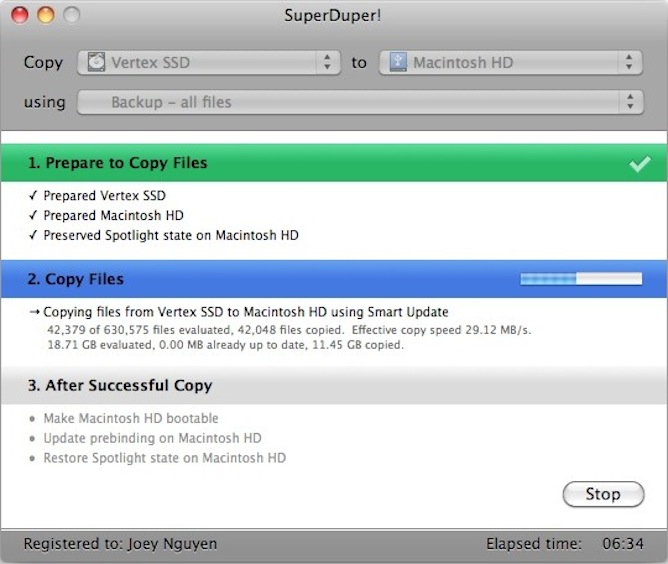 SuperDuper!
Copy Vertex SSD to Macintosh HD
using Backup – all files
1. Prepare to Copy Files
✓ Prepared Vertex SSD
✓ Prepared Macintosh HD
✓ Preserved Spotlight state on Macintosh HD
2. Copy Files
→ Copying files from Vertex SSD to Macintosh HD using Smart Update
42,379 of 630,575 files evaluated, 42,048 files copied. Effective copy speed 29.12 MB/s.
18.71 GB evaluated, 0.00 MB already up to date, 11.45 GB copied.
3. After Successful Copy
• Make Macintosh HD bootable
• Update prebinding on Macintosh HD
• Restore Spotlight state on Macintosh HD
Stop
Registered to: Joey Nguyen Elapsed time: 06:34